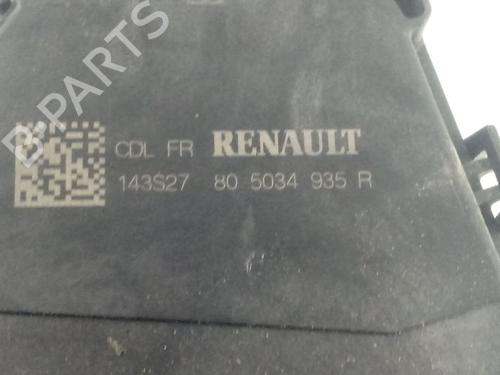 B-PARTS
CDL FR RENAULT
143S27 80 5034 935 R